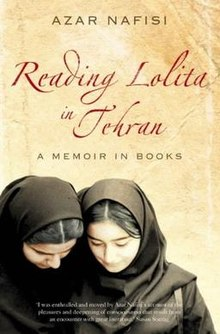 AZAR NAFISI
Reading Lolita
in
Tehran
A MEMOIR IN BOOKS
'I was enthralled and moved by Azar Nafisi's account of the
pleasures and deepening of consciousness that result from
an encounter with great literature' Susan Sontag